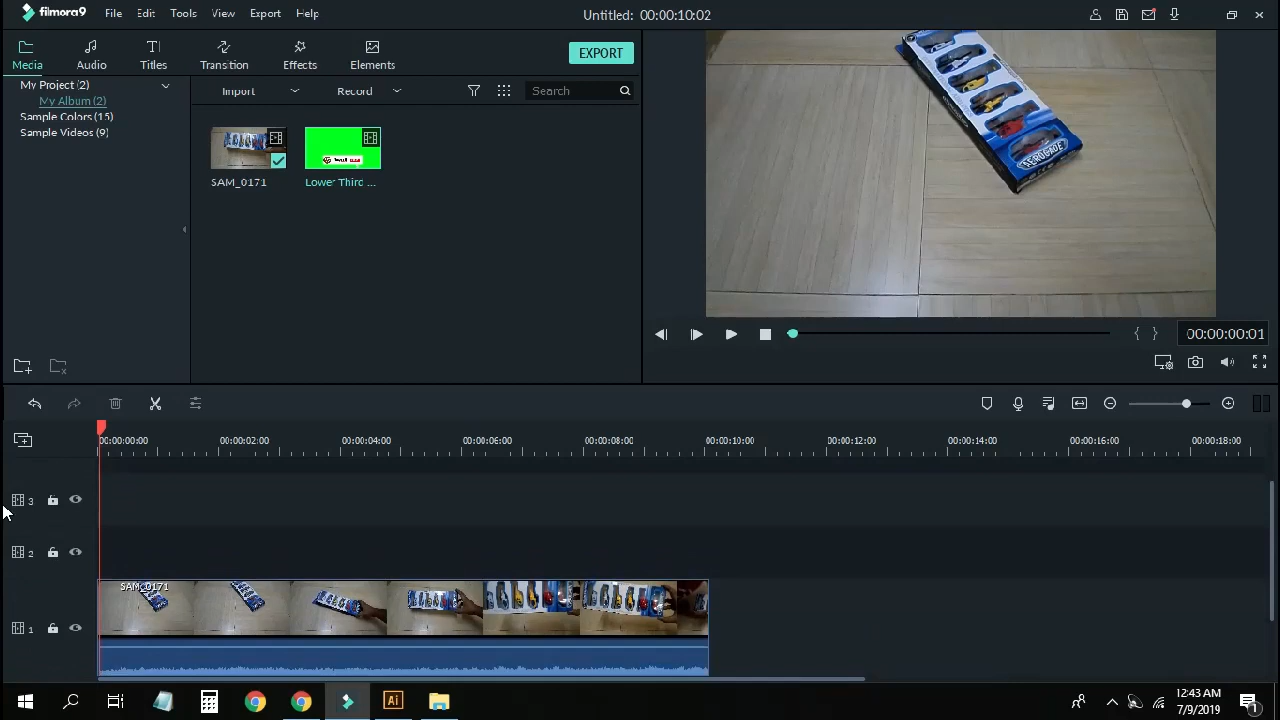 filmora9 File Edit Tools View Export Help Untitled: 00:00:10:02
Media Audio Titles Transition Effects Elements EXPORT
My Project (2) Import Record Search
My Album (2)
Sample Colors (15)
Sample Videos (9)
SAM_0171 Lower Third ...
AEROGLIDE
{ } 00:00:00:01
00:00:00:00 00:00:02:00 00:00:04:00 00:00:06:00 00:00:08:00 00:00:10:00 00:00:12:00 00:00:14:00 00:00:16:00 00:00:18:00
3
2
SAM_0171
1
Ai 12:43 AM
7/9/2019 1